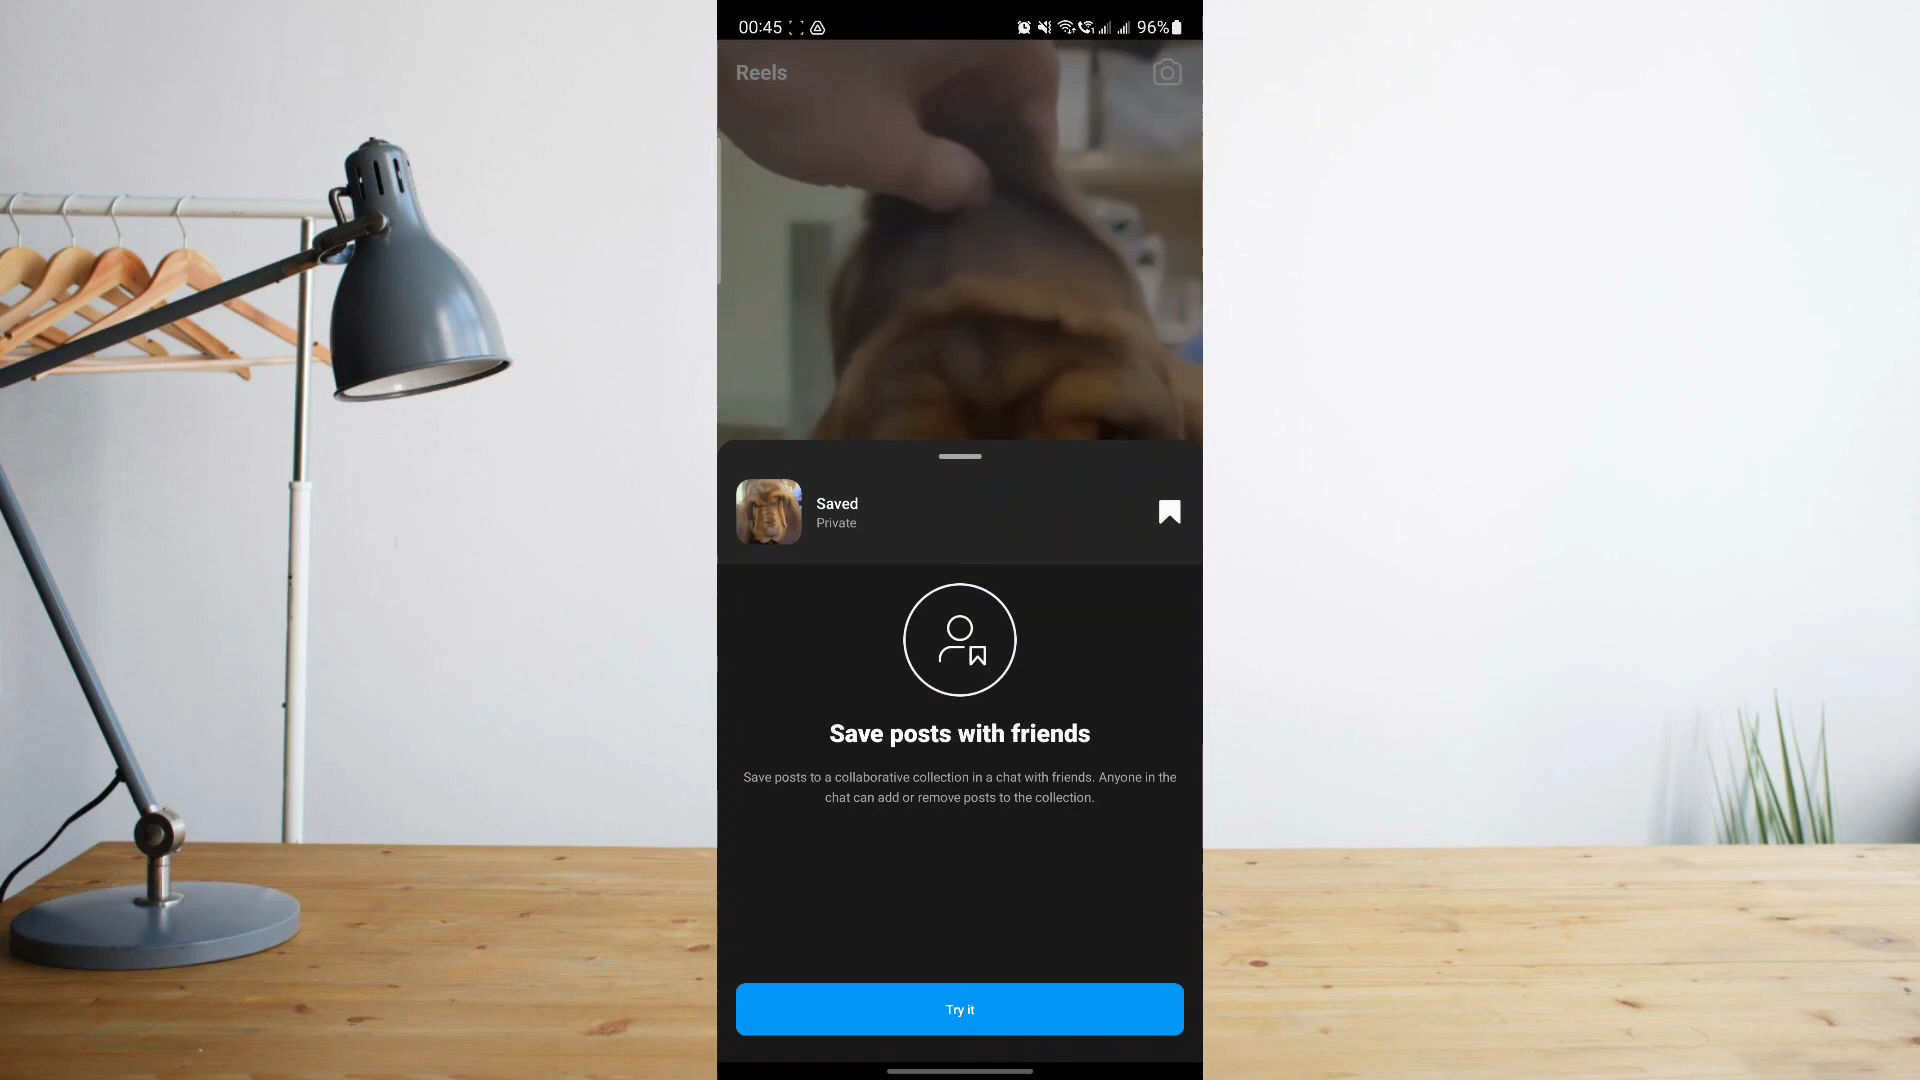 00:45
96%
Reels
Saved
Private
Save posts with friends
Save posts to a collaborative collection in a chat with friends. Anyone in the
chat can add or remove posts to the collection.
Try it